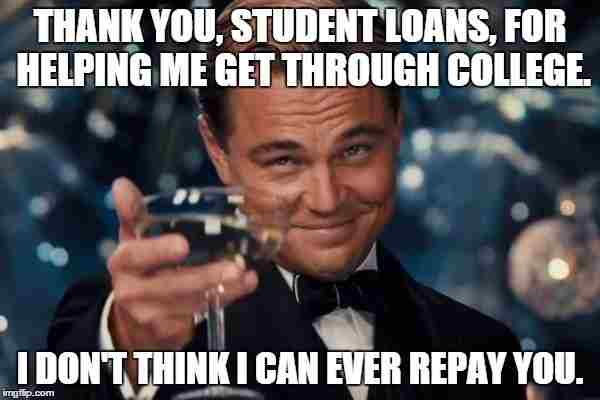 THANK YOU, STUDENT LOANS, FOR
HELPING ME GET THROUGH COLLEGE.
I DON'T THINK I CAN EVER REPAY YOU.
imgflip.com